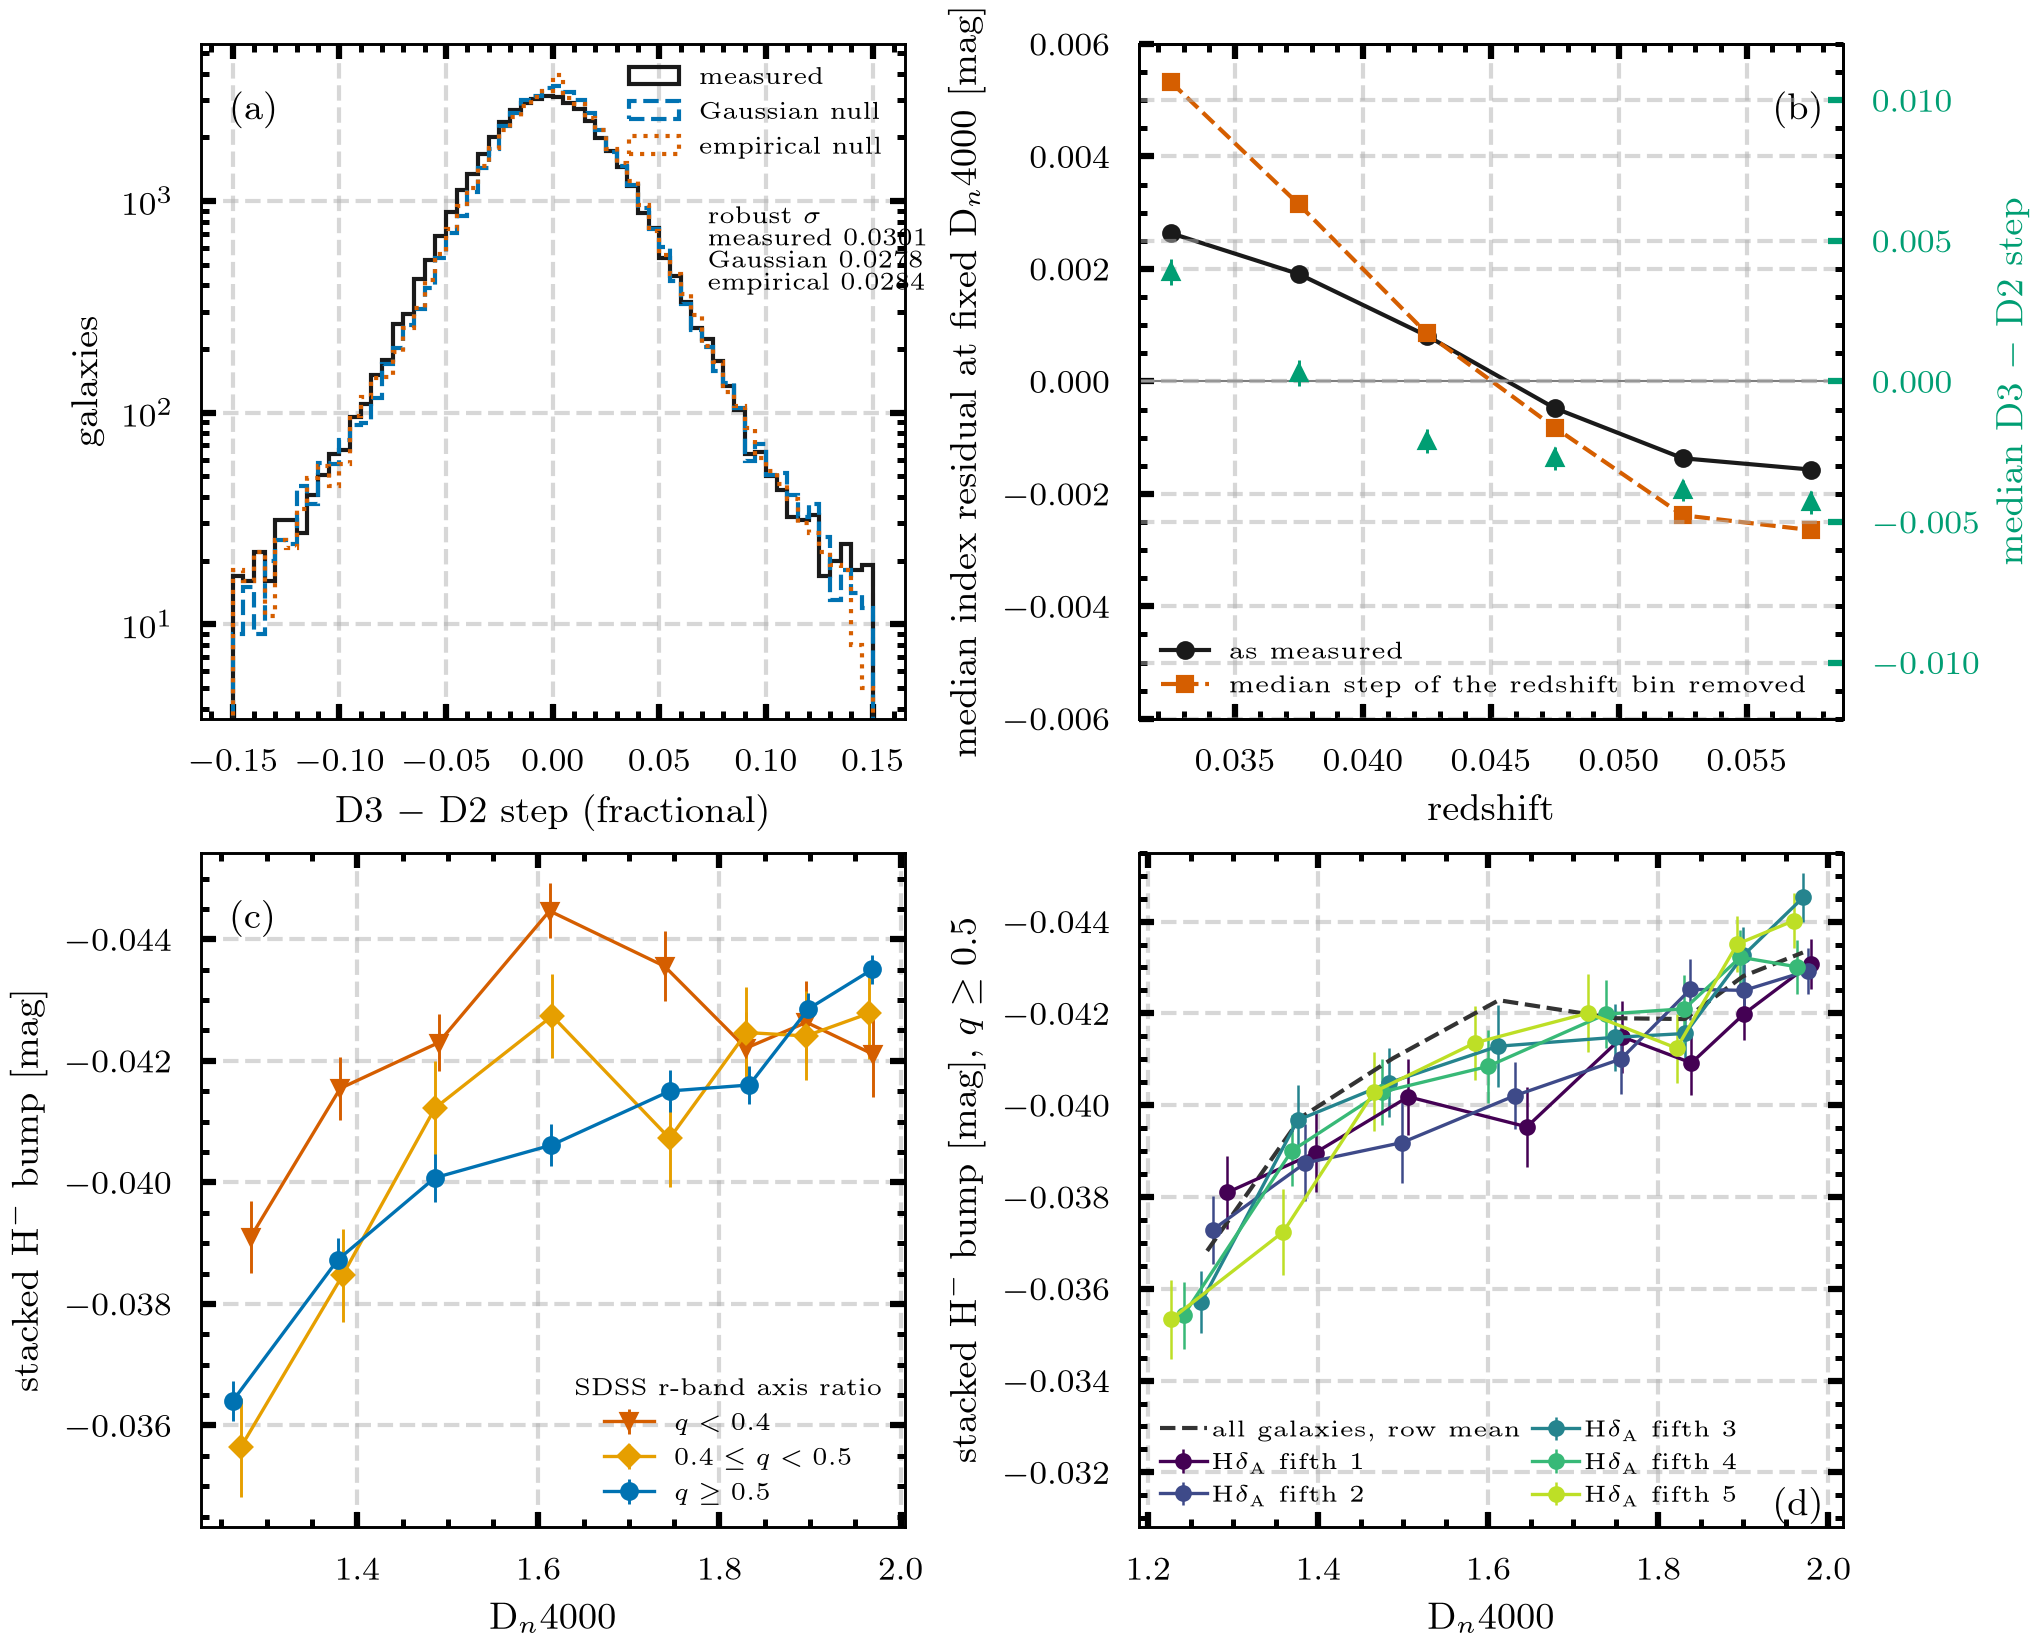 (a)
measured
Gaussian null
empirical null
robust σ
measured 0.0301
Gaussian 0.0278
empirical 0.0284
galaxies
10³
10²
10¹
−0.15 −0.10 −0.05 0.00 0.05 0.10 0.15
D3 − D2 step (fractional)
(b)
median index residual at fixed Dₙ4000 [mag]
0.006
0.004
0.002
0.000
−0.002
−0.004
−0.006
0.010
0.005
0.000
−0.005
−0.010
median D3 − D2 step
as measured
median step of the redshift bin removed
0.035 0.040 0.045 0.050 0.055
redshift
(c)
stacked H⁻ bump [mag]
−0.044
−0.042
−0.040
−0.038
−0.036
SDSS r-band axis ratio
q < 0.4
0.4 ≤ q < 0.5
q ≥ 0.5
1.4 1.6 1.8 2.0
Dₙ4000
stacked H⁻ bump [mag], q ≥ 0.5
−0.044
−0.042
−0.040
−0.038
−0.036
−0.034
−0.032
all galaxies, row mean
Hδ_A fifth 1
Hδ_A fifth 2
Hδ_A fifth 3
Hδ_A fifth 4
Hδ_A fifth 5
(d)
1.2 1.4 1.6 1.8 2.0
Dₙ4000